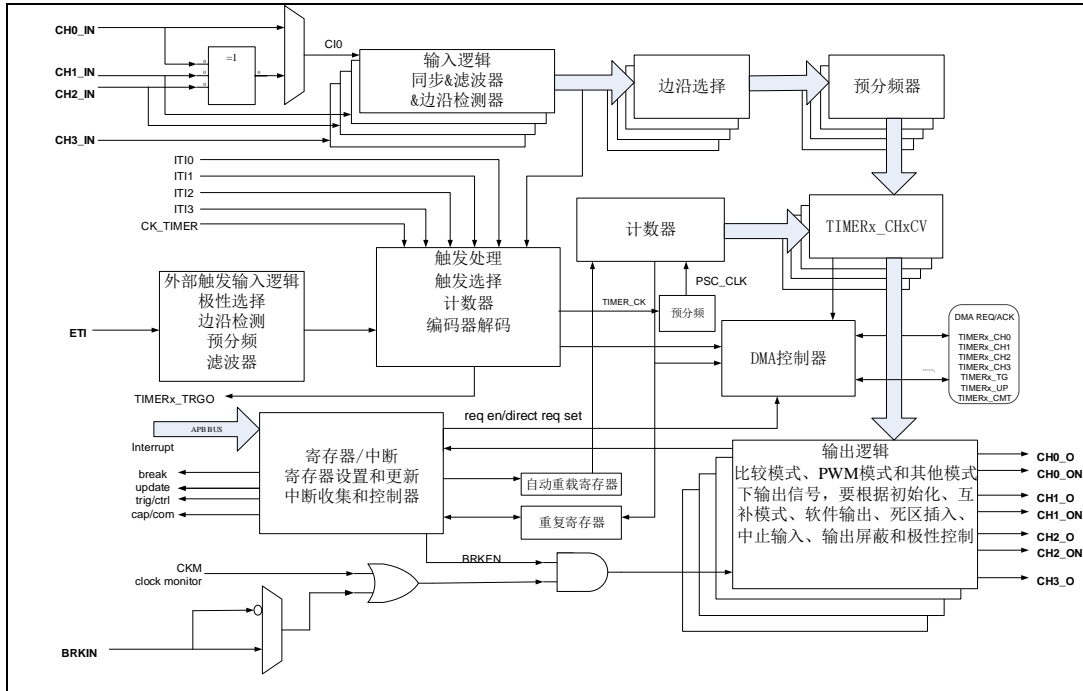 CH0_IN
CH1_IN
CH2_IN
CH3_IN
=1
CI0
输入逻辑
同步&滤波器
&边沿检测器
边沿选择
预分频器
ITI0
ITI1
ITI2
ITI3
CK_TIMER
计数器
TIMERx_CHxCV
触发处理
触发选择
计数器
编码器解码
外部触发输入逻辑
极性选择
边沿检测
预分频
滤波器
ETI
TIMER_CK
PSC_CLK
预分频
DMA控制器
DMA REQ/ACK
TIMERx_CH0
TIMERx_CH1
TIMERx_CH2
TIMERx_CH3
TIMERx_TG
TIMERx_UP
TIMERx_CMT
TIMERx_TRGO
req en/direct req set
APB BUS
Interrupt
break
update
trig/ctrl
cap/com
寄存器/中断
寄存器设置和更新
中断收集和控制器
自动重载寄存器
重复寄存器
输出逻辑
比较模式、PWM模式和其他模式
下输出信号，要根据初始化、互
补模式、软件输出、死区插入、
中止输入、输出屏蔽和极性控制
CH0_O
CH0_ON
CH1_O
CH1_ON
CH2_O
CH2_ON
CH3_O
BRKEN
CKM
clock monitor
BRKIN